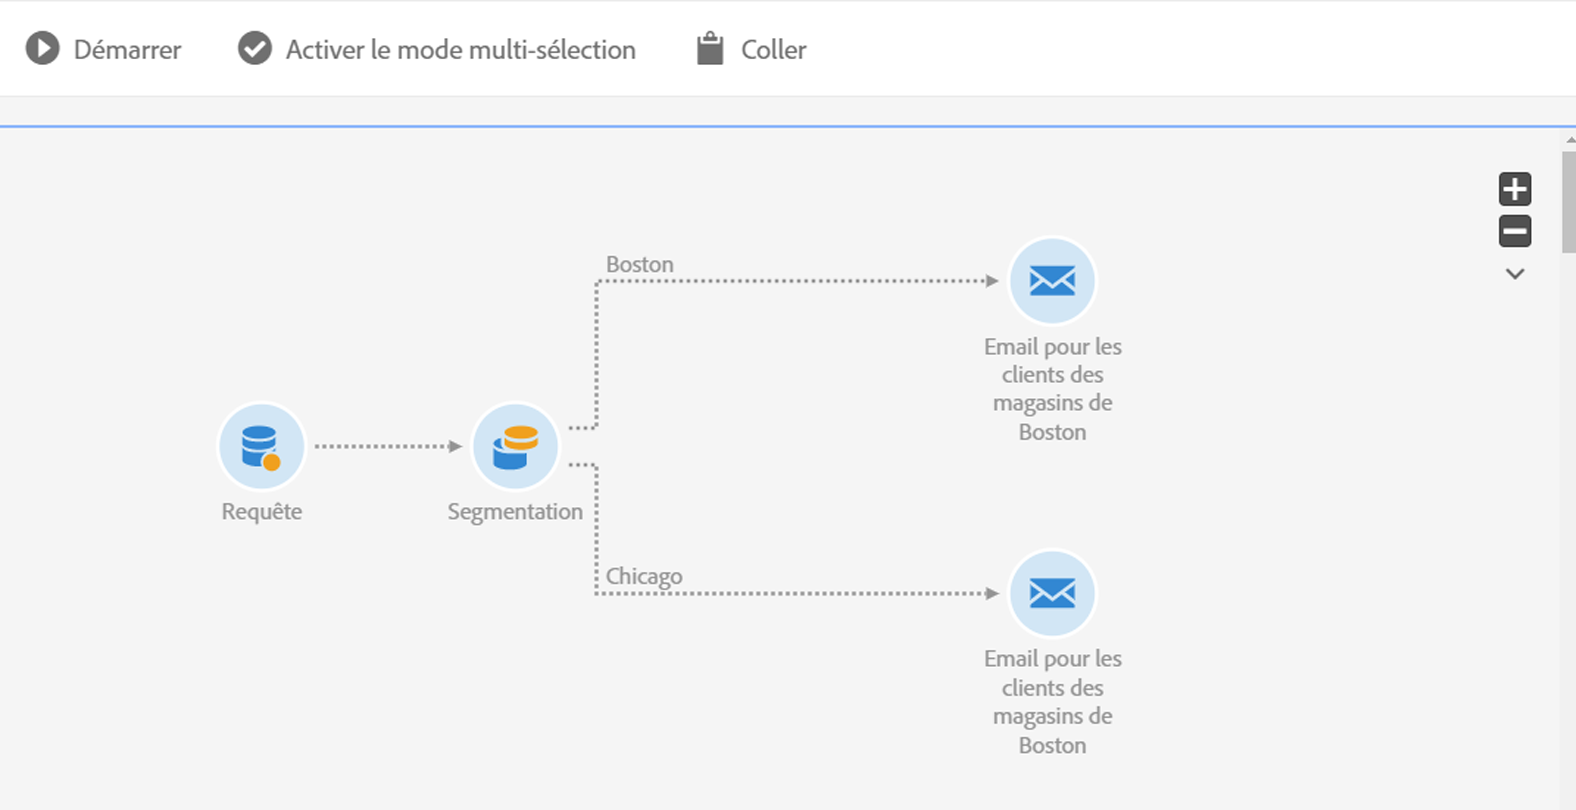 Démarrer
Activer le mode multi-sélection
Coller
Boston
Email pour les
clients des
magasins de
Boston
Requête
Segmentation
Chicago
Email pour les
clients des
magasins de
Boston